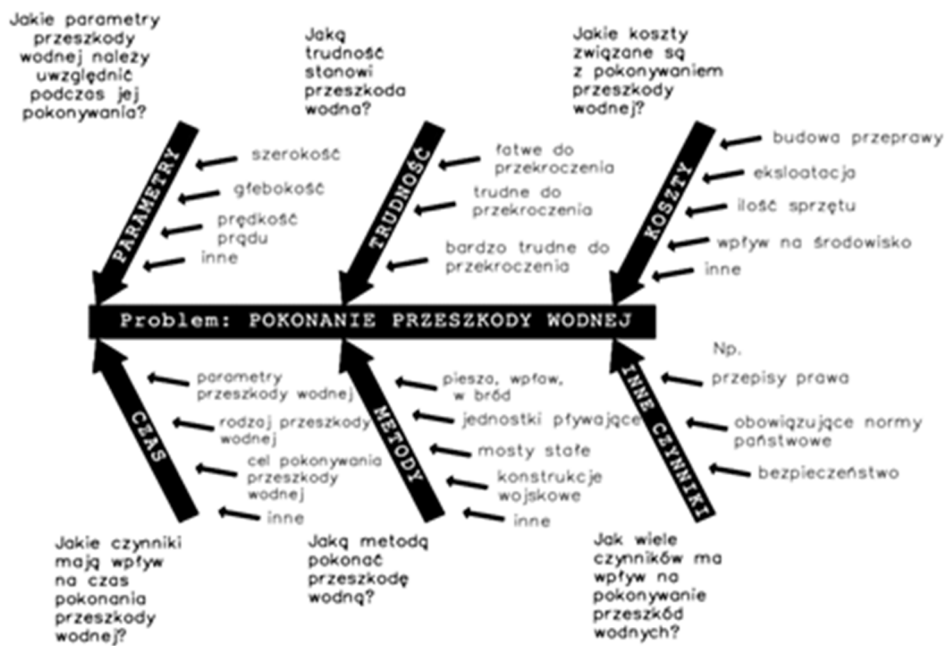 Jakie parametry
przeszkody
wodnej należy
uwzględnić
podczas jej
pokonywania?
PARAMETRY
szerokość
głebokość
prędkość
prądu
inne
Jaką
trudność
stanowi
przeszkoda
wodna?
TRUDNOŚĆ
łatwe do
przekroczenia
trudne do
przekroczenia
bardzo trudne do
przekroczenia
Jakie koszty
związane są
z pokonywaniem
przeszkody
wodnej?
KOSZTY
budowa przeprawy
eksloatacja
ilość sprzętu
wpływ na środowisko
inne
Problem: POKONANIE PRZESZKODY WODNEJ
CZAS
parametry
przeszkody wodnej
rodzaj przeszkody
wodnej
cel pokonywania
przeszkody
wodnej
inne
Jakie czynniki
mają wpływ
na czas
pokonania
przeszkody
wodnej?
METODY
piesza, wpław,
w bród
jednostki pływające
mosty stałe
konstrukcje
wojskowe
inne
Jaką metodą
pokonać
przeszkodę
wodną?
INNE CZYNNIKI
Np.
przepisy prawa
obowiązujące normy
państwowe
bezpieczeństwo
Jak wiele
czynników ma
wpływ na
pokonywanie
przeszkód
wodnych?